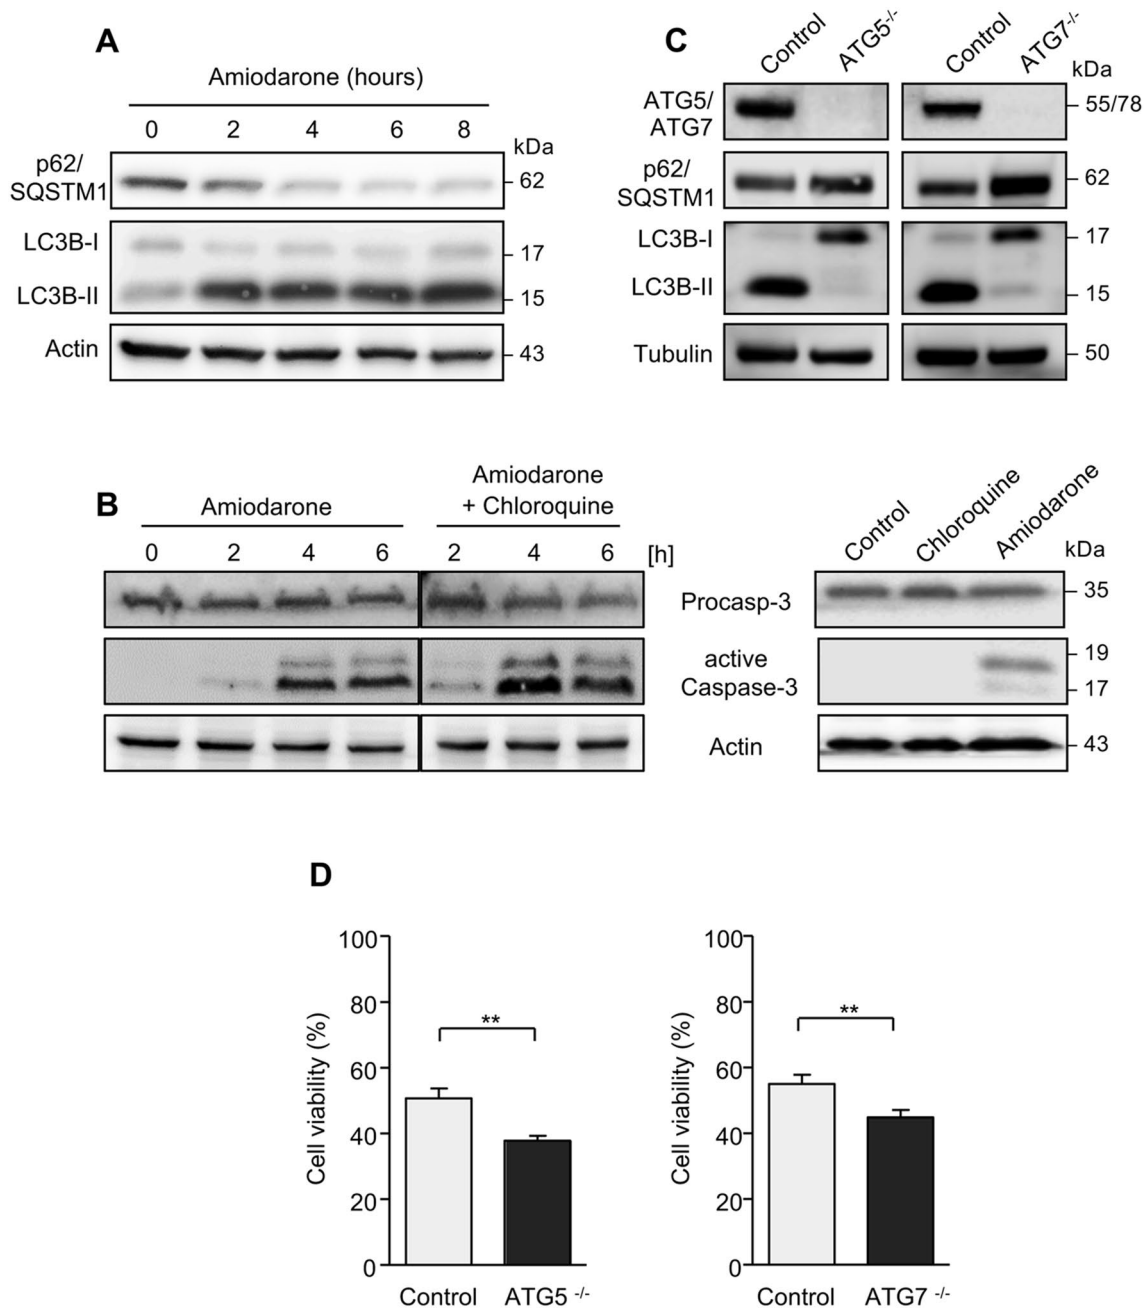 A
Amiodarone (hours)
0 2 4 6 8
kDa
p62/
SQSTM1
62
LC3B-I
17
LC3B-II
15
Actin
43
C
Control ATG5-/- Control ATG7-/-
kDa
ATG5/
ATG7
55/78
p62/
SQSTM1
62
LC3B-I
17
LC3B-II
15
Tubulin
50
B
Amiodarone
Amiodarone
+ Chloroquine
0 2 4 6 2 4 6 [h]
Control Chloroquine Amiodarone
kDa
Procasp-3
35
active
Caspase-3
19
17
Actin
43
D
Cell viability (%)
100
80
60
40
20
0
**
Control ATG5 -/-
Cell viability (%)
100
80
60
40
20
0
**
Control ATG7 -/-